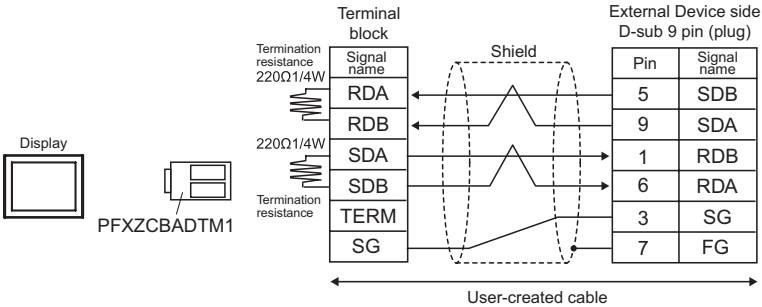 Terminal
block
External Device side
D-sub 9 pin (plug)
Termination
resistance
220Ω1/4W
Signal
name
Shield
Pin
Signal
name
RDA
5
SDB
RDB
9
SDA
Display
220Ω1/4W
SDA
1
RDB
SDB
6
RDA
Termination
resistance
PFXZCBADTM1
TERM
3
SG
SG
7
FG
User-created cable